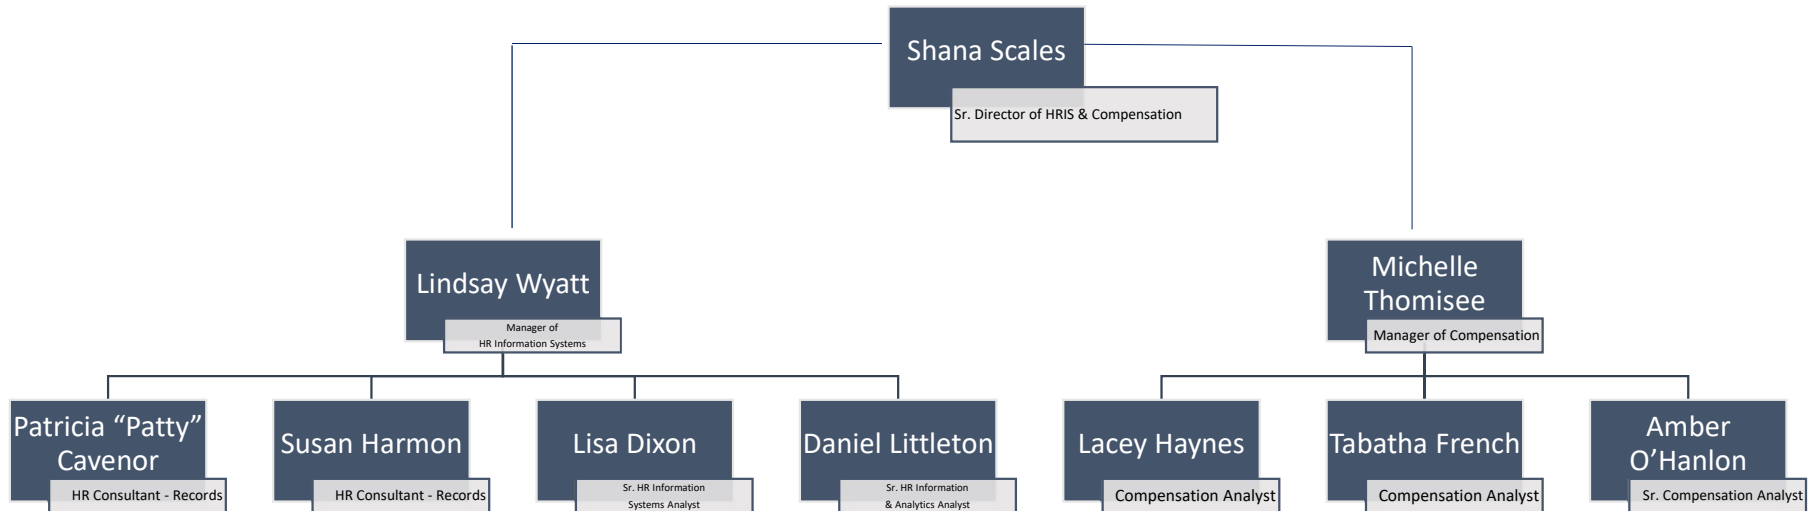 Shana Scales
Sr. Director of HRIS & Compensation
Lindsay Wyatt
Manager of
HR Information Systems
Michelle
Thomisee
Manager of Compensation
Patricia “Patty”
Cavenor
HR Consultant - Records
Susan Harmon
HR Consultant - Records
Lisa Dixon
Sr. HR Information
Systems Analyst
Daniel Littleton
Sr. HR Information
& Analytics Analyst
Lacey Haynes
Compensation Analyst
Tabatha French
Compensation Analyst
Amber
O’Hanlon
Sr. Compensation Analyst